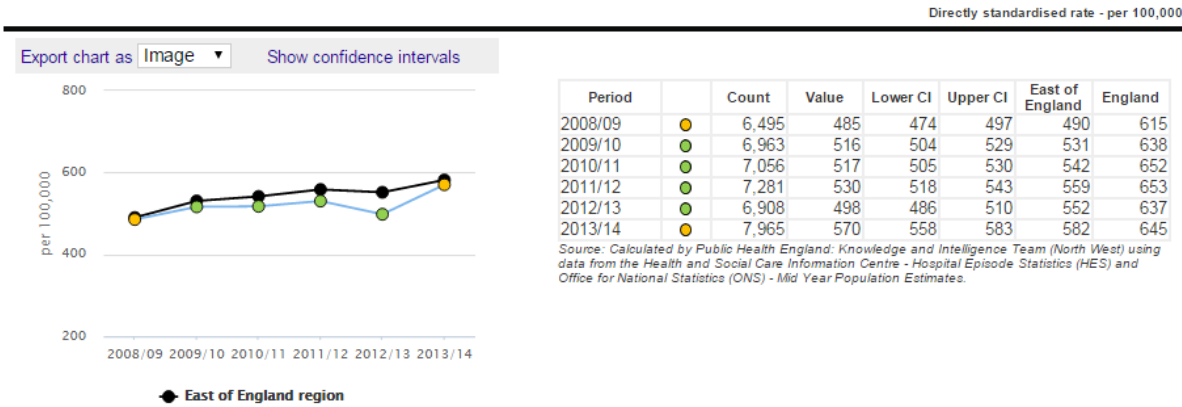 Directly standardised rate - per 100,000
Export chart as Image ▼ Show confidence intervals
800
600
400
200
per 100,000
2008/09 2009/10 2010/11 2011/12 2012/13 2013/14
East of England region
Period Count Value Lower CI Upper CI East of England England
2008/09 6,495 485 474 497 490 615
2009/10 6,963 516 504 529 531 638
2010/11 7,056 517 505 530 542 652
2011/12 7,281 530 518 543 559 653
2012/13 6,908 498 486 510 552 637
2013/14 7,965 570 558 583 582 645
Source: Calculated by Public Health England: Knowledge and Intelligence Team (North West) using
data from the Health and Social Care Information Centre - Hospital Episode Statistics (HES) and
Office for National Statistics (ONS) - Mid Year Population Estimates.